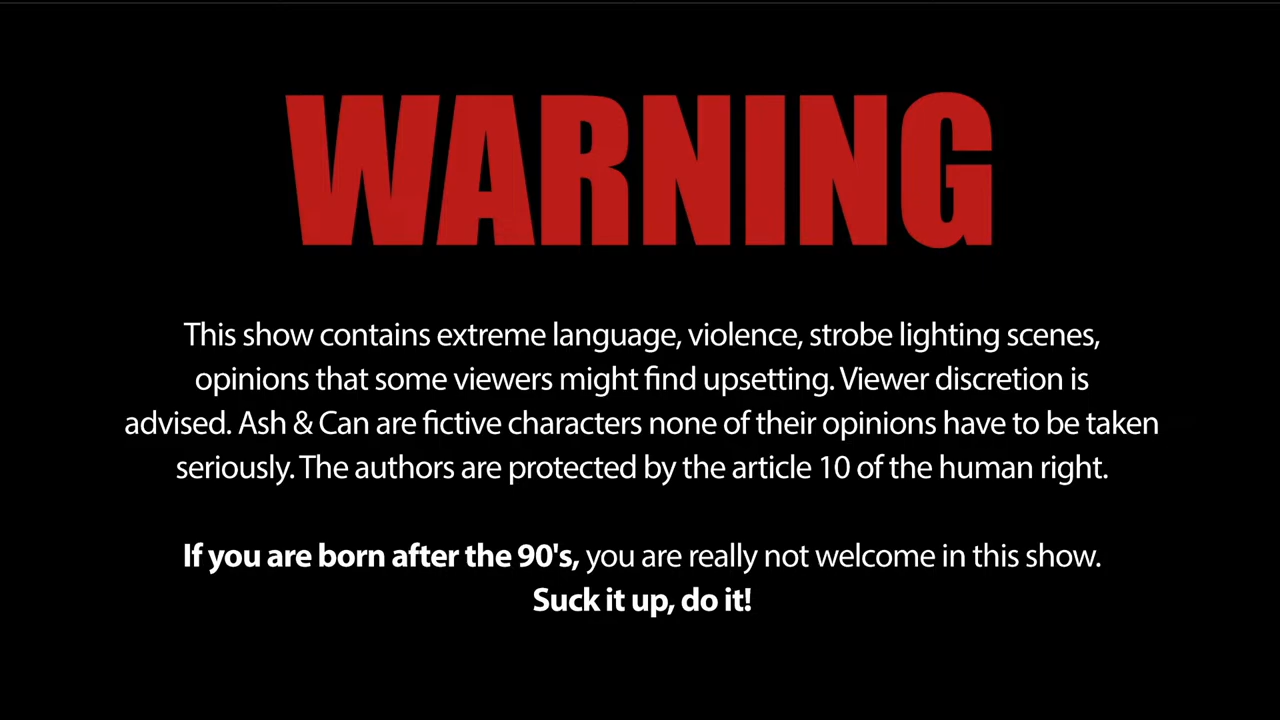 WARNING
This show contains extreme language, violence, strobe lighting scenes,
opinions that some viewers might find upsetting. Viewer discretion is
advised. Ash & Can are fictive characters none of their opinions have to be taken
seriously. The authors are protected by the article 10 of the human right.
If you are born after the 90's, you are really not welcome in this show.
Suck it up, do it!